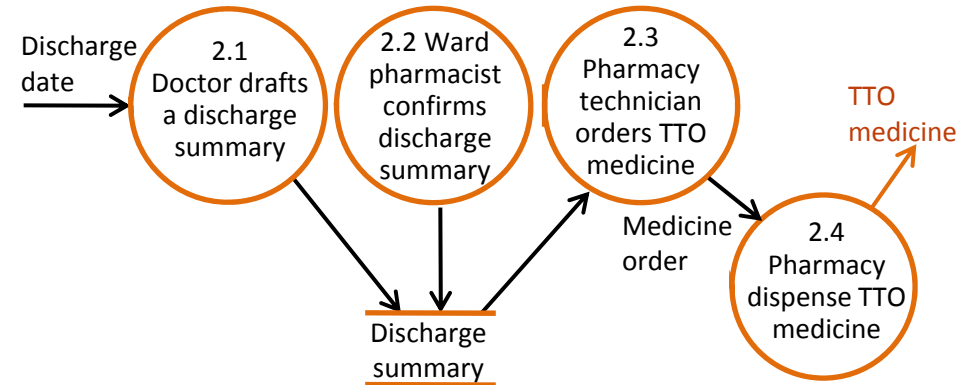 Discharge
date
2.1
Doctor drafts
a discharge
summary
2.2 Ward
pharmacist
confirms
discharge
summary
2.3
Pharmacy
technician
orders TTO
medicine
TTO
medicine
Medicine
order
2.4
Pharmacy
dispense TTO
medicine
Discharge
summary